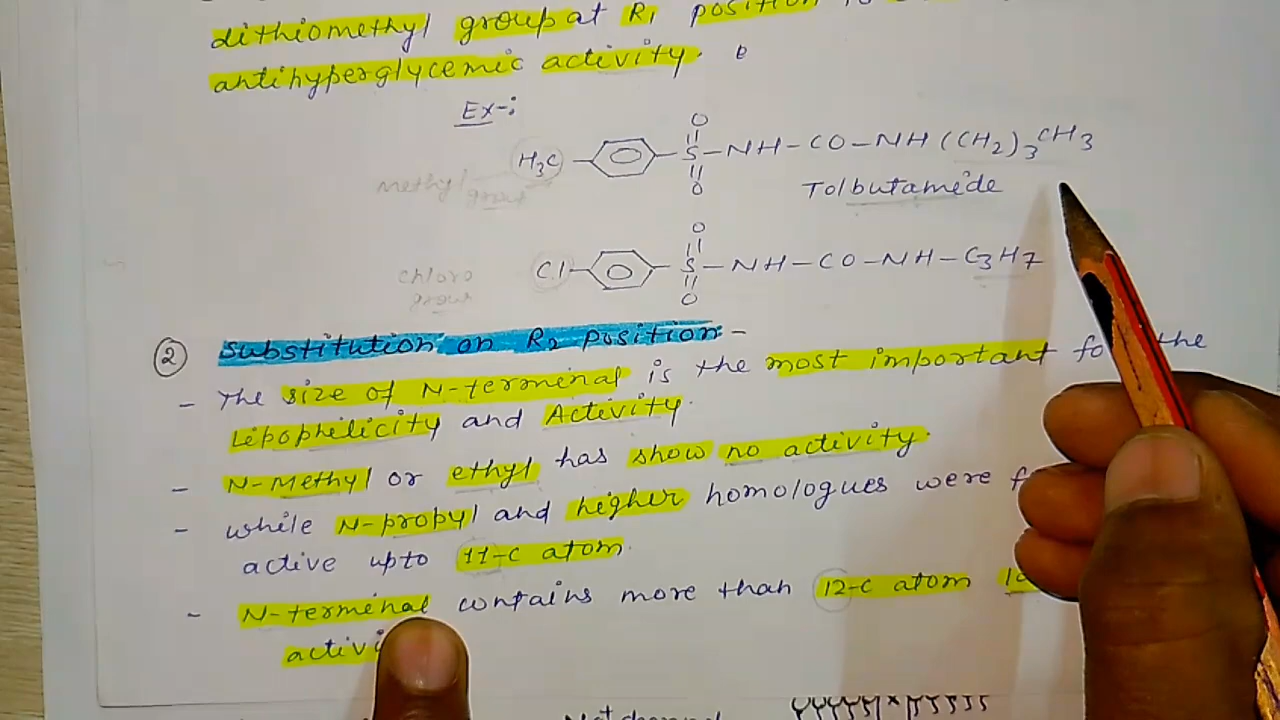 dithiomethyl group at R1 position
antihyperglycemic activity.
Ex-:
O
H3C S-NH-CO-NH(CH2)3CH3
O
methyl group
Tolbutamide
O
Cl S-NH-CO-NH-C3H7
O
chloro group
② Substitution on R2 position-
- The size of N-terminal is the most important for the
Lipophilicity and Activity.
- N-Methyl or ethyl has show no activity.
- while N-propyl and higher homologues were
active upto 11-C atom.
- N-terminal contains more than 12-C atom